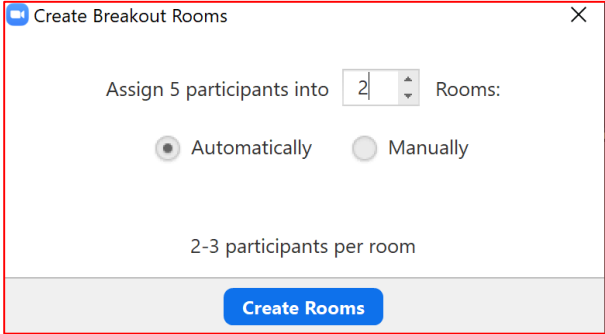 Create Breakout Rooms
Assign 5 participants into 2 Rooms:
Automatically Manually
2-3 participants per room
Create Rooms